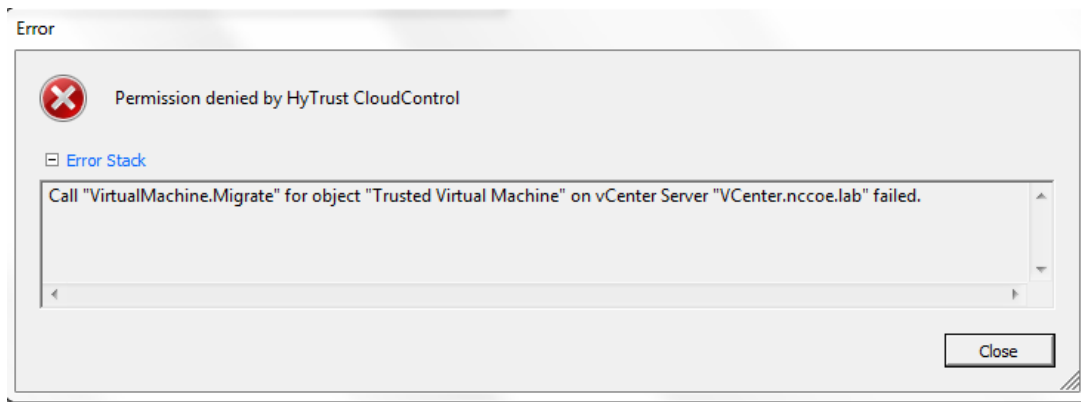 Error
Permission denied by HyTrust CloudControl
Error Stack
Call "VirtualMachine.Migrate" for object "Trusted Virtual Machine" on vCenter Server "VCenter.nccoe.lab" failed.
Close